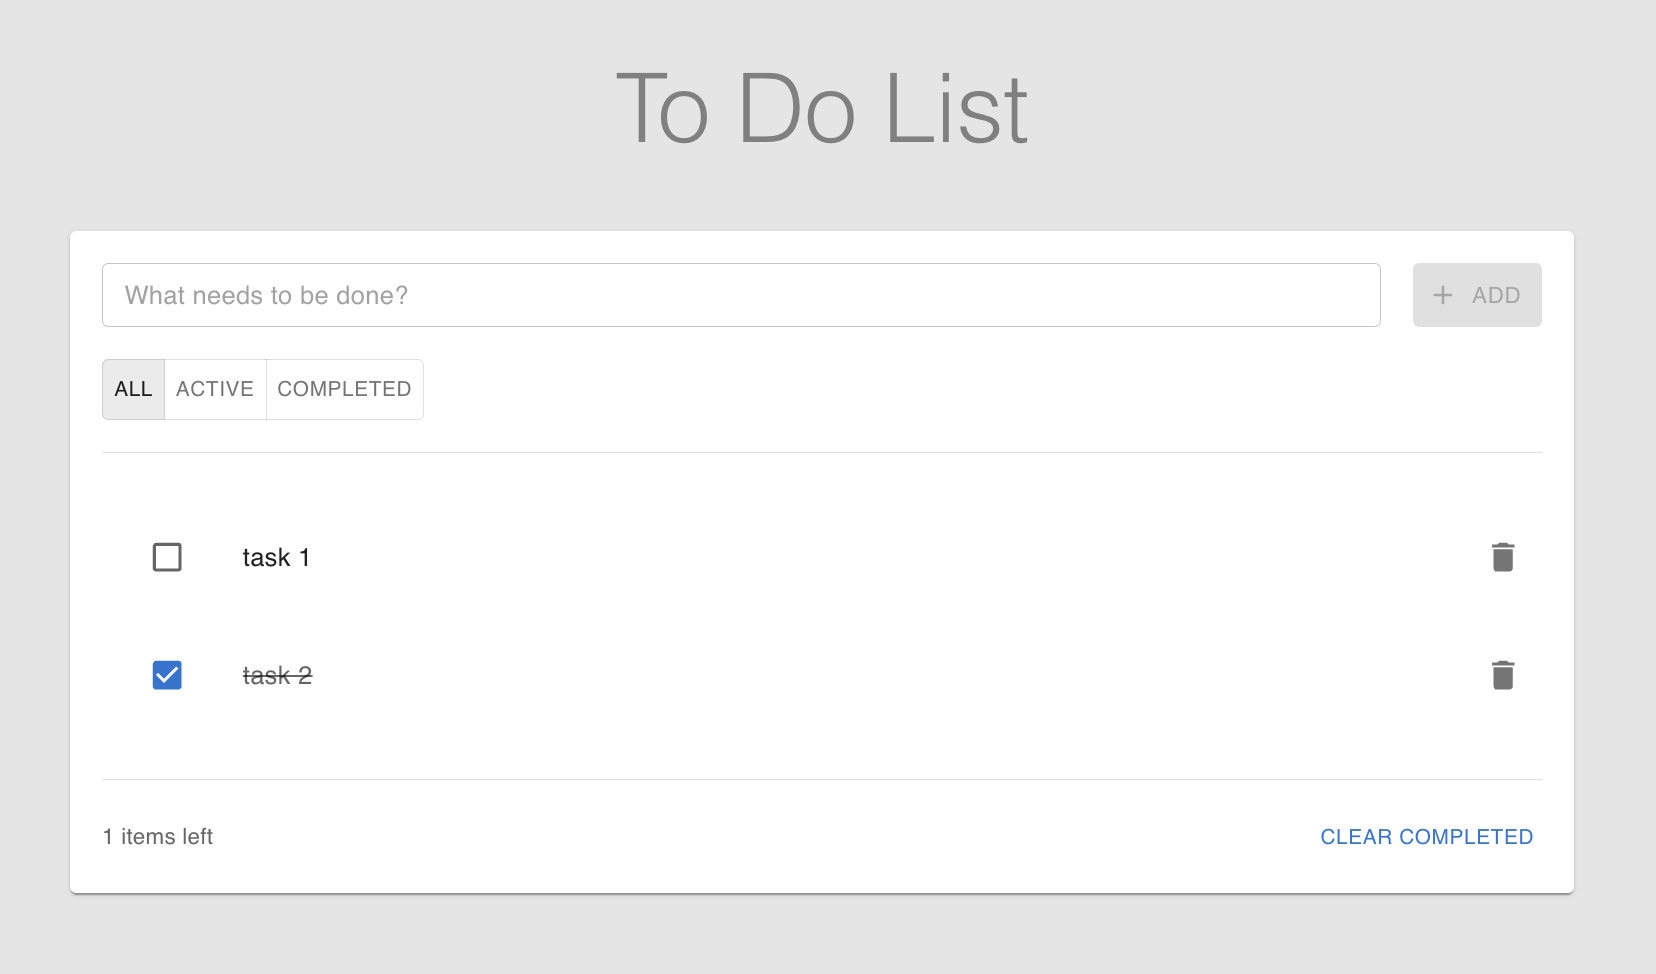 To Do List
What needs to be done?
+ ADD
ALL ACTIVE COMPLETED
task 1
task 2
1 items left CLEAR COMPLETED